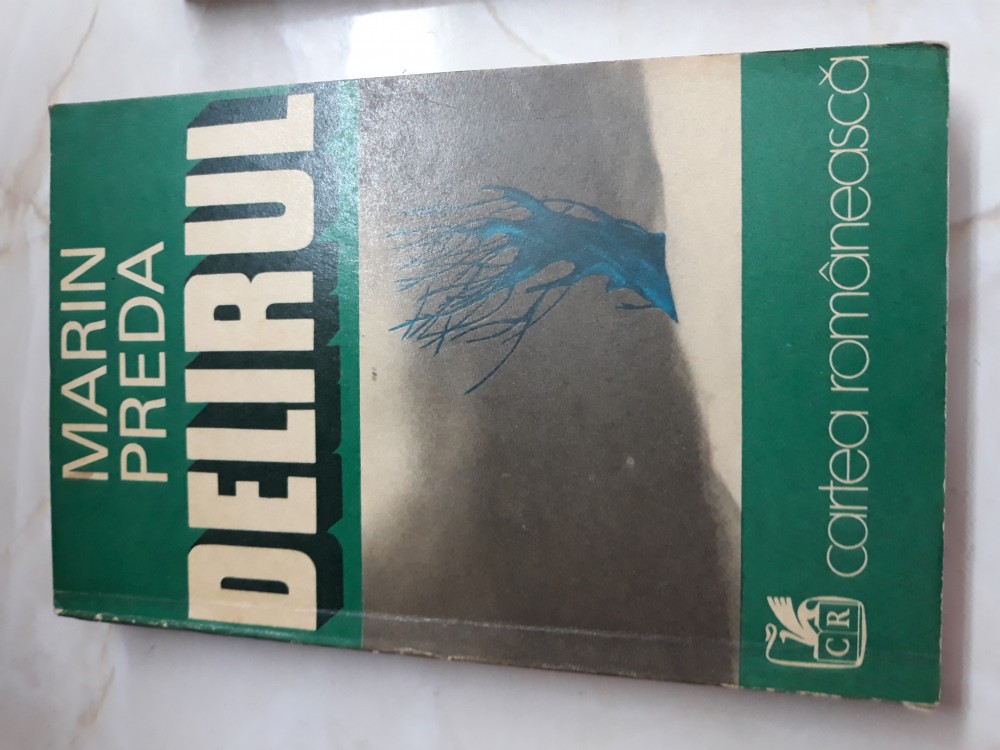 MARIN
PREDA
DELIRUL
CR
cartea românească